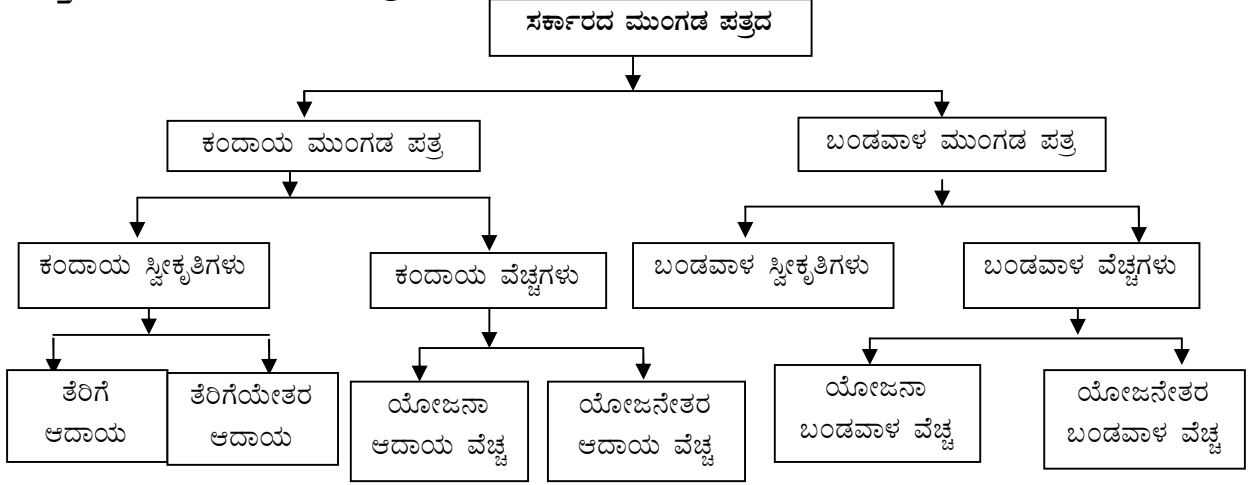 ಸರ್ಕಾರದ ಮುಂಗಡ ಪತ್ರದ
ಕಂದಾಯ ಮುಂಗಡ ಪತ್ರ
ಬಂಡವಾಳ ಮುಂಗಡ ಪತ್ರ
ಕಂದಾಯ ಸ್ವೀಕೃತಿಗಳು
ಕಂದಾಯ ವೆಚ್ಚಗಳು
ಬಂಡವಾಳ ಸ್ವೀಕೃತಿಗಳು
ಬಂಡವಾಳ ವೆಚ್ಚಗಳು
ತೆರಿಗೆ
ಆದಾಯ
ತೆರಿಗೆಯೇತರ
ಆದಾಯ
ಯೋಜನಾ
ಆದಾಯ ವೆಚ್ಚ
ಯೋಜನೇತರ
ಆದಾಯ ವೆಚ್ಚ
ಯೋಜನಾ
ಬಂಡವಾಳ ವೆಚ್ಚ
ಯೋಜನೇತರ
ಬಂಡವಾಳ ವೆಚ್ಚ